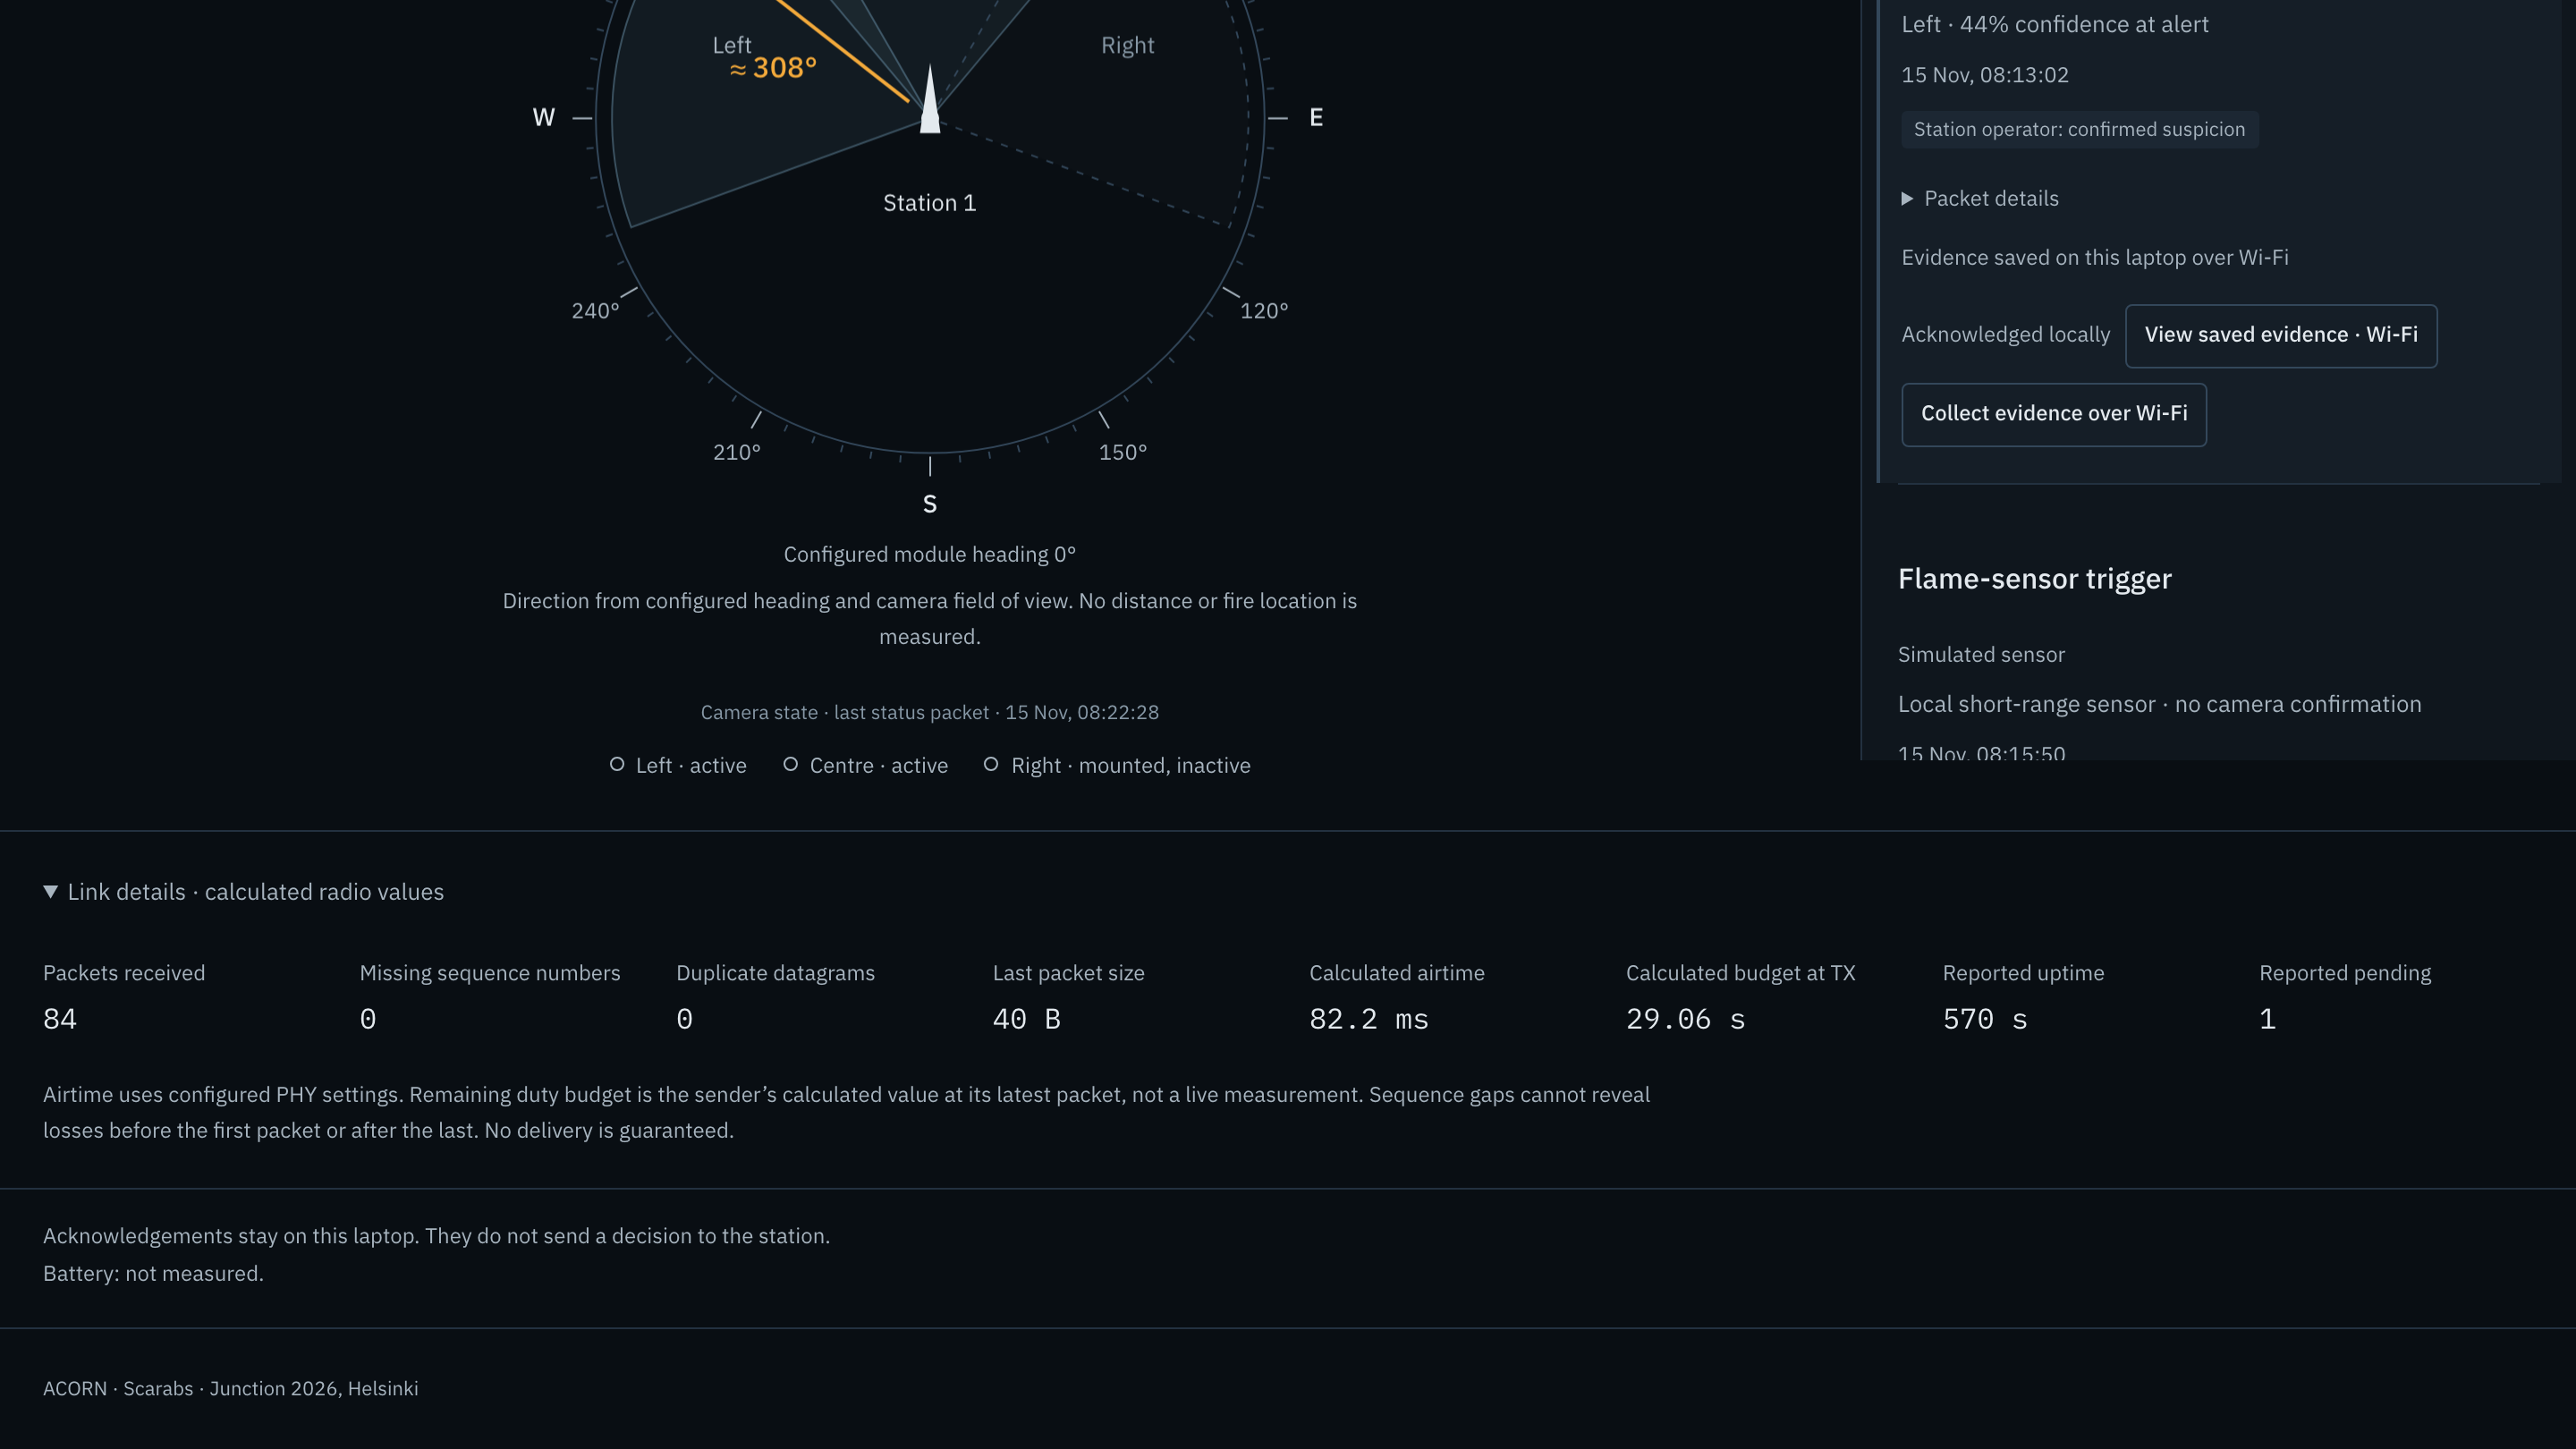 Left
≈ 308°
Right
W
E
Station 1
240°
120°
210°
150°
S
Configured module heading 0°
Direction from configured heading and camera field of view. No distance or fire location is
measured.
Camera state · last status packet · 15 Nov, 08:22:28
Left · active
Centre · active
Right · mounted, inactive
Left · 44% confidence at alert
15 Nov, 08:13:02
Station operator: confirmed suspicion
Packet details
Evidence saved on this laptop over Wi-Fi
Acknowledged locally
View saved evidence · Wi-Fi
Collect evidence over Wi-Fi
Flame-sensor trigger
Simulated sensor
Local short-range sensor · no camera confirmation
15 Nov, 08:15:50
Link details · calculated radio values
Packets received
84
Missing sequence numbers
0
Duplicate datagrams
0
Last packet size
40 B
Calculated airtime
82.2 ms
Calculated budget at TX
29.06 s
Reported uptime
570 s
Reported pending
1
Airtime uses configured PHY settings. Remaining duty budget is the sender’s calculated value at its latest packet, not a live measurement. Sequence gaps cannot reveal
losses before the first packet or after the last. No delivery is guaranteed.
Acknowledgements stay on this laptop. They do not send a decision to the station.
Battery: not measured.
ACORN · Scarabs · Junction 2026, Helsinki